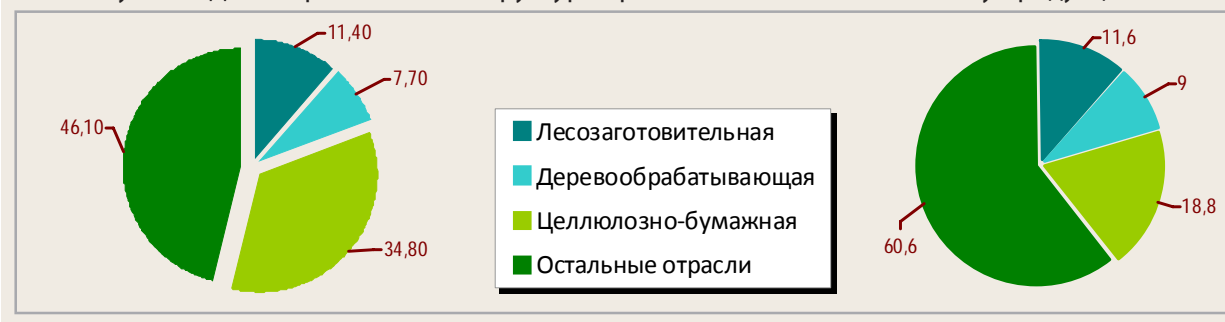 11,40
7,70
46,10
34,80
Лесозаготовительная
Деревообрабатывающая
Целлюлозно-бумажная
Остальные отрасли
11,6
9
18,8
60,6